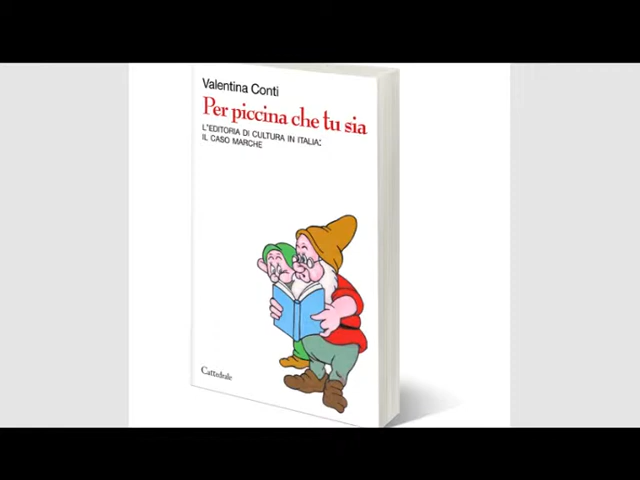 Valentina Conti
Per piccina che tu sia
L'EDITORIA DI CULTURA IN ITALIA:
IL CASO MARCHE
Cattedrale